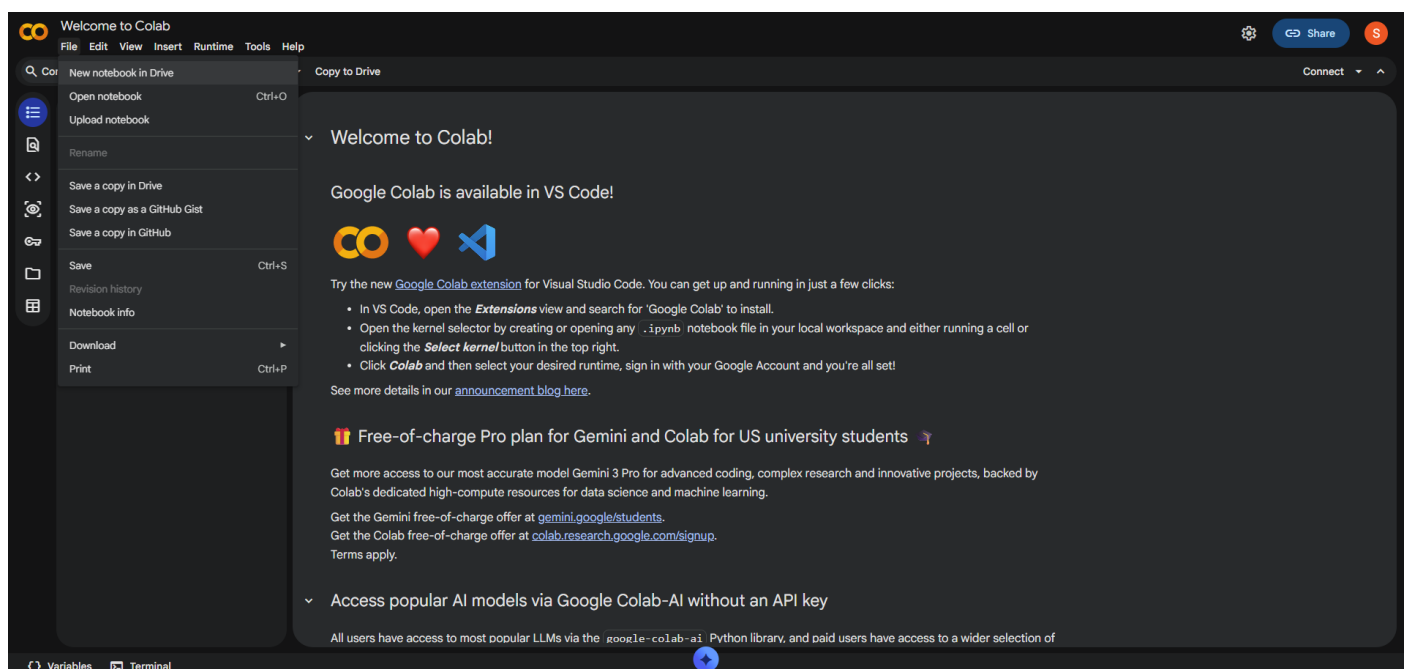 Welcome to Colab
File Edit View Insert Runtime Tools Help
Share
S
Copy to Drive
Connect
New notebook in Drive
Open notebook Ctrl+O
Upload notebook
Rename
Save a copy in Drive
Save a copy as a GitHub Gist
Save a copy in GitHub
Save Ctrl+S
Revision history
Notebook info
Download
Print Ctrl+P
Welcome to Colab!
Google Colab is available in VS Code!
Try the new Google Colab extension for Visual Studio Code. You can get up and running in just a few clicks:
• In VS Code, open the Extensions view and search for 'Google Colab' to install.
• Open the kernel selector by creating or opening any .ipynb notebook file in your local workspace and either running a cell or
clicking the Select kernel button in the top right.
• Click Colab and then select your desired runtime, sign in with your Google Account and you're all set!
See more details in our announcement blog here.
Free-of-charge Pro plan for Gemini and Colab for US university students
Get more access to our most accurate model Gemini 3 Pro for advanced coding, complex research and innovative projects, backed by
Colab's dedicated high-compute resources for data science and machine learning.
Get the Gemini free-of-charge offer at gemini.google/students.
Get the Colab free-of-charge offer at colab.research.google.com/signup.
Terms apply.
Access popular AI models via Google Colab-AI without an API key
All users have access to most popular LLMs via the google-colab-ai Python library, and paid users have access to a wider selection of
Variables Terminal